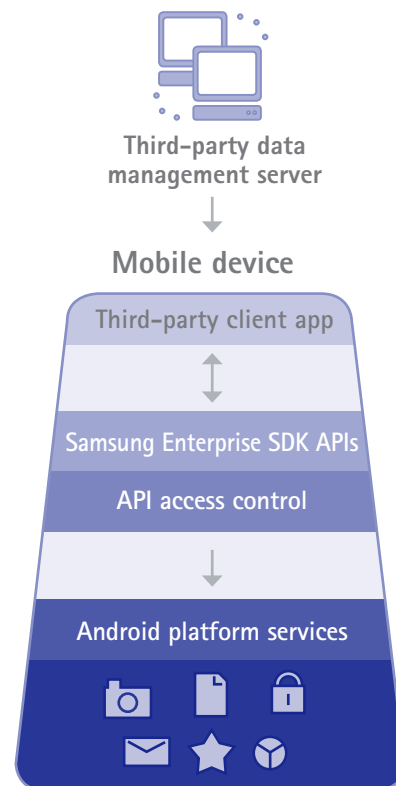 Third-party data
management server
Mobile device
Third-party client app
Samsung Enterprise SDK APIs
API access control
Android platform services